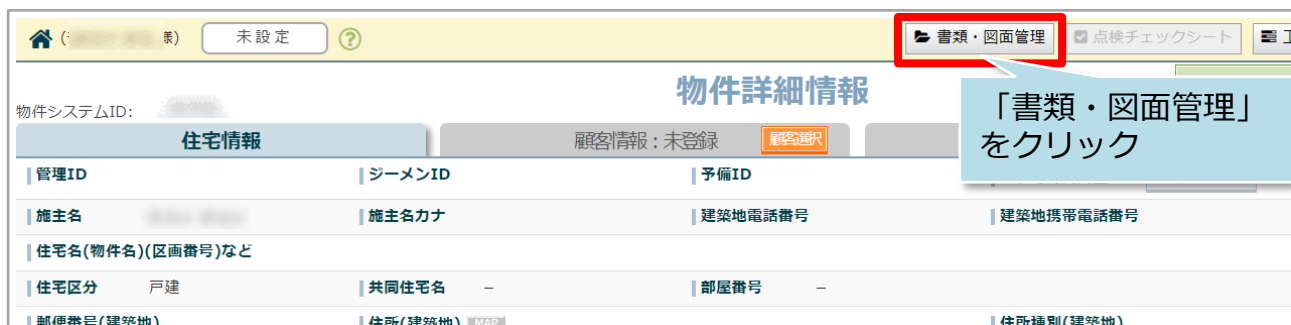 ( 様) 未設定 ? 書類・図面管理 点検チェックシート
物件詳細情報
物件システムID:
「書類・図面管理」
をクリック
住宅情報 顧客情報：未登録 顧客選択
管理ID ジーメンID 予備ID
施主名 施主名カナ 建築地電話番号 建築地携帯電話番号
住宅名(物件名)(区画番号)など
住宅区分 戸建 共同住宅名 － 部屋番号 －
郵便番号(建築地) 住所(建築地) MAP 住所種別(建築地)